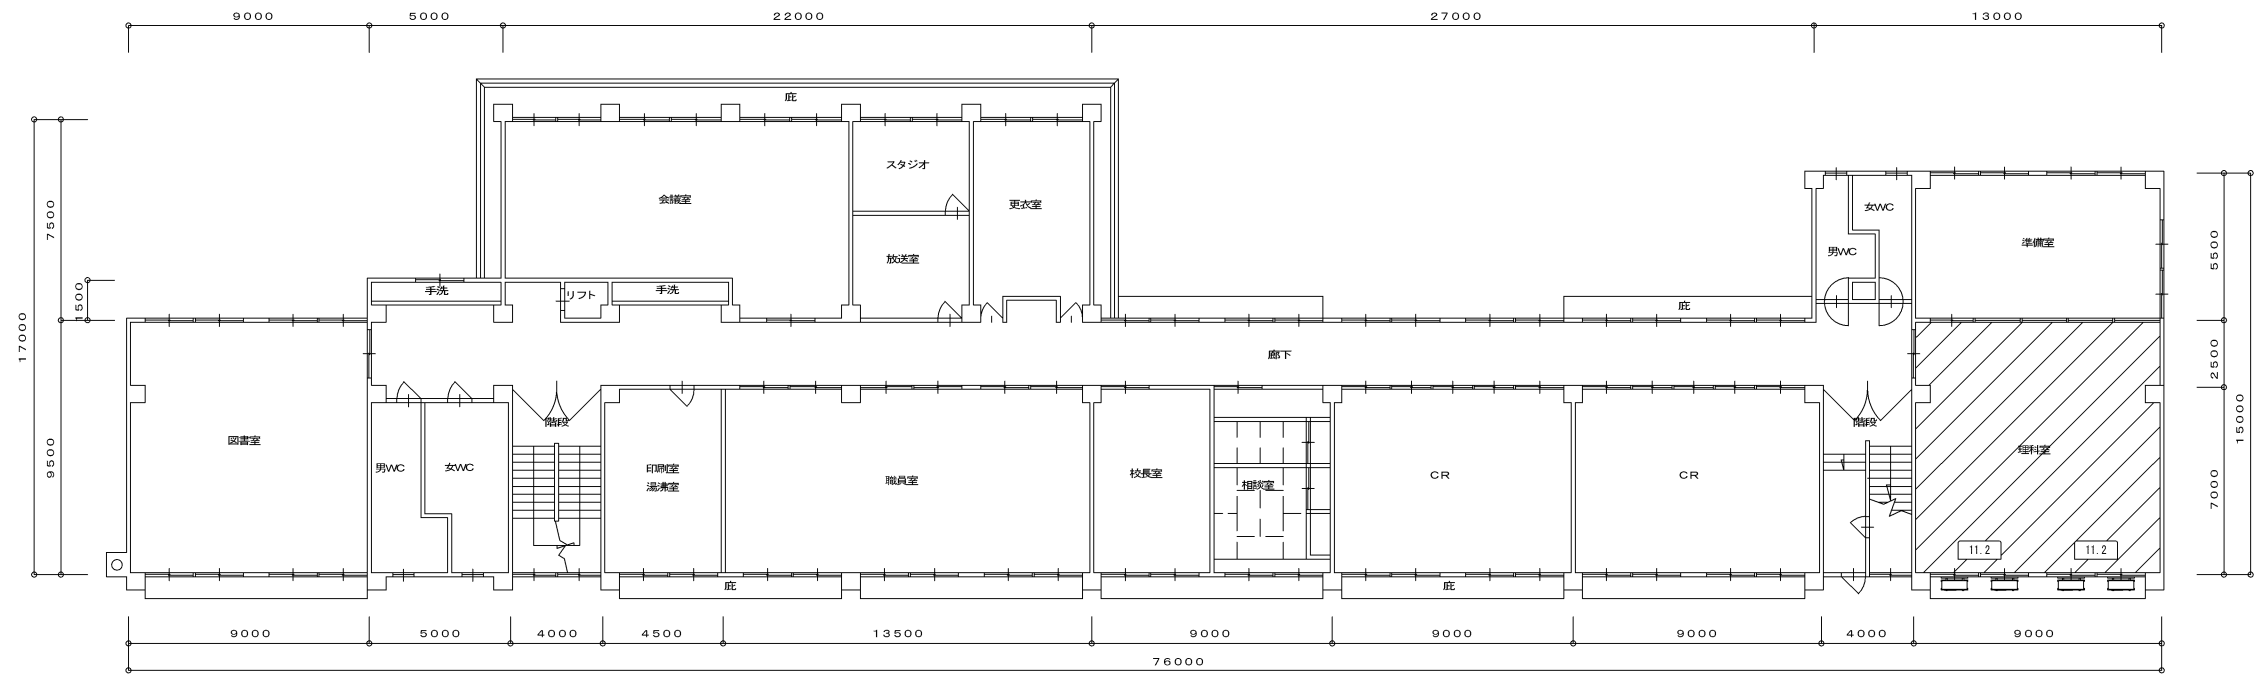 9000 5000 22000 27000 13000
庇
スタジオ
会議室
更衣室
女WC
男WC
準備室
放送室
手洗
リフト
手洗
庇
7500
1500
17000
9500
5500
2500
15000
7000
廊下
階段
階段
図書室
男WC
女WC
印刷室
湯沸室
職員室
校長室
相談室
CR
CR
理科室
11.2
11.2
庇
庇
9000 5000 4000 4500 13500 9000 9000 9000 4000 9000
76000